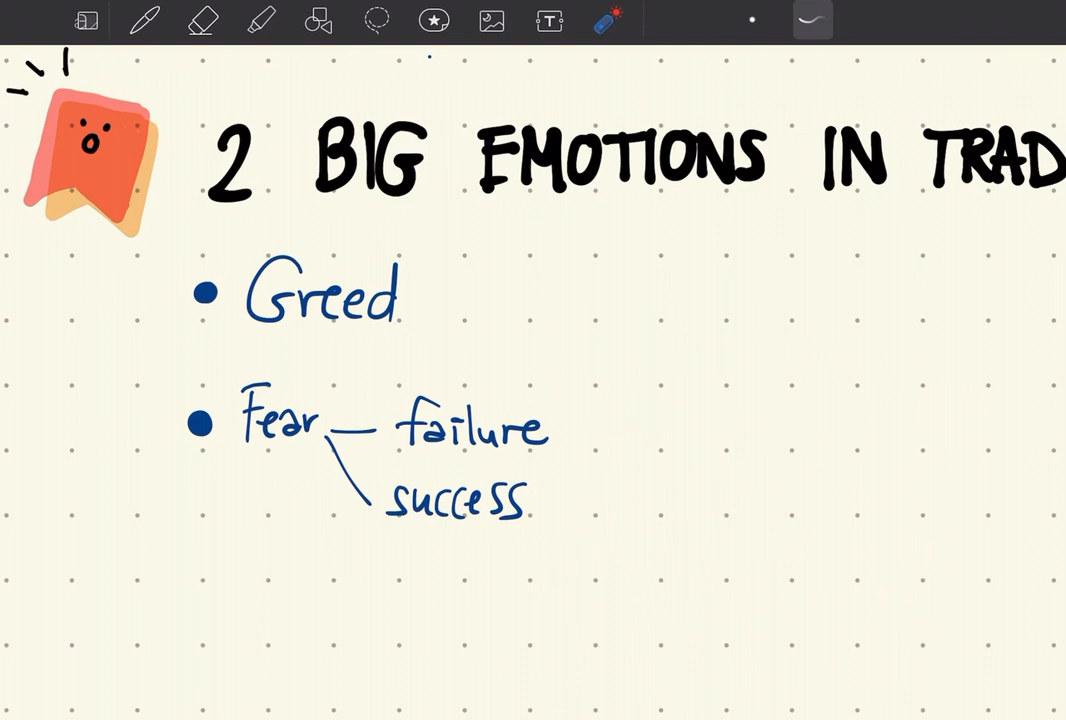 2 BIG EMOTIONS IN TRAD
• Greed
• Fear — failure
success